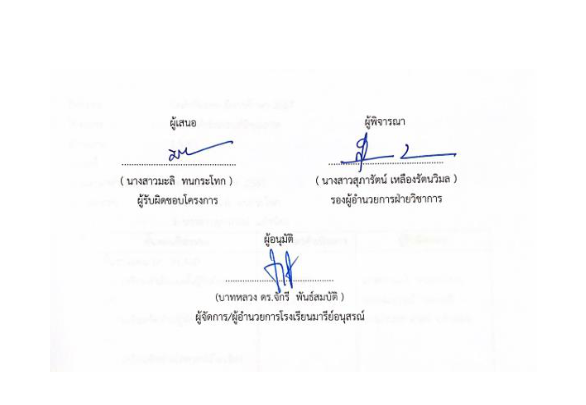 ผู้เสนอ
( นางสาวมะลิ ทนกระโทก )
ผู้รับผิดชอบโครงการ
ผู้พิจารณา
( นางสาวสุภารัตน์ เหลืองรัตนวิมล )
รองผู้อำนวยการฝ่ายวิชาการ
ผู้อนุมัติ
(บาทหลวง ดร.จักรี พันธ์สมบัติ )
ผู้จัดการ/ผู้อำนวยการโรงเรียนมารีย์อนุสรณ์